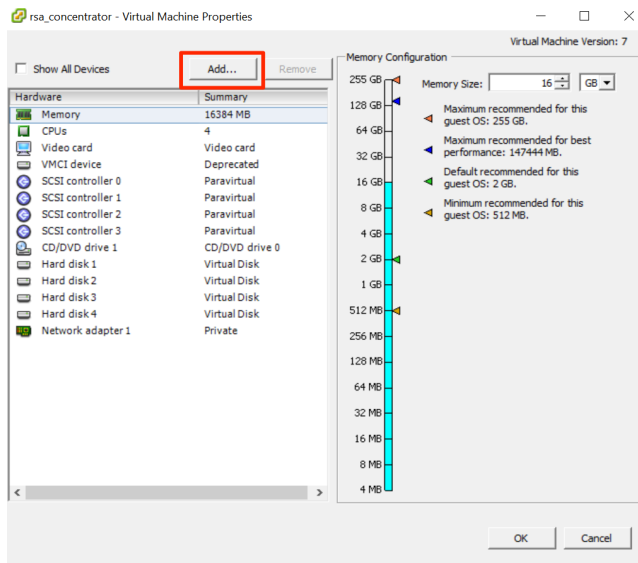 rsa_concentrator - Virtual Machine Properties
Virtual Machine Version: 7
Show All Devices
Add...
Remove
Hardware Summary
Memory 16384 MB
CPUs 4
Video card Video card
VMCI device Deprecated
SCSI controller 0 Paravirtual
SCSI controller 1 Paravirtual
SCSI controller 2 Paravirtual
SCSI controller 3 Paravirtual
CD/DVD drive 1 CD/DVD drive 0
Hard disk 1 Virtual Disk
Hard disk 2 Virtual Disk
Hard disk 3 Virtual Disk
Hard disk 4 Virtual Disk
Network adapter 1 Private
Memory Configuration
255 GB
128 GB
64 GB
32 GB
16 GB
8 GB
4 GB
2 GB
1 GB
512 MB
256 MB
128 MB
64 MB
32 MB
16 MB
8 MB
4 MB
Memory Size: 16 GB
Maximum recommended for this
guest OS: 255 GB.
Maximum recommended for best
performance: 147444 MB.
Default recommended for this
guest OS: 2 GB.
Minimum recommended for this
guest OS: 512 MB.
OK
Cancel